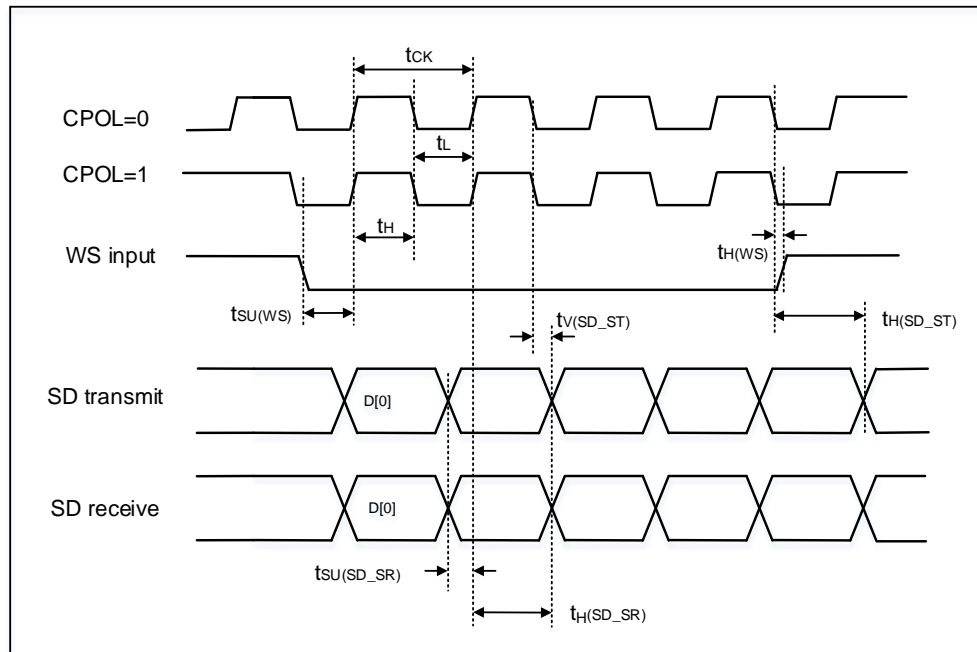 tCK
CPOL=0
tL
CPOL=1
tH
tH(WS)
WS input
tSU(WS)
tV(SD_ST)
tH(SD_ST)
SD transmit
D[0]
SD receive
D[0]
tSU(SD_SR)
tH(SD_SR)